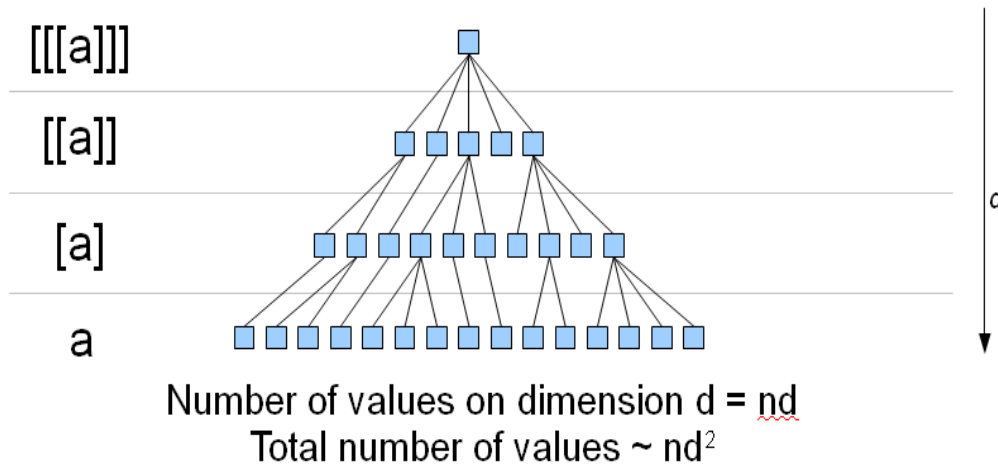 [[[a]]]
[[a]]
[a]
a
d
Number of values on dimension d = nd
Total number of values ~ nd²